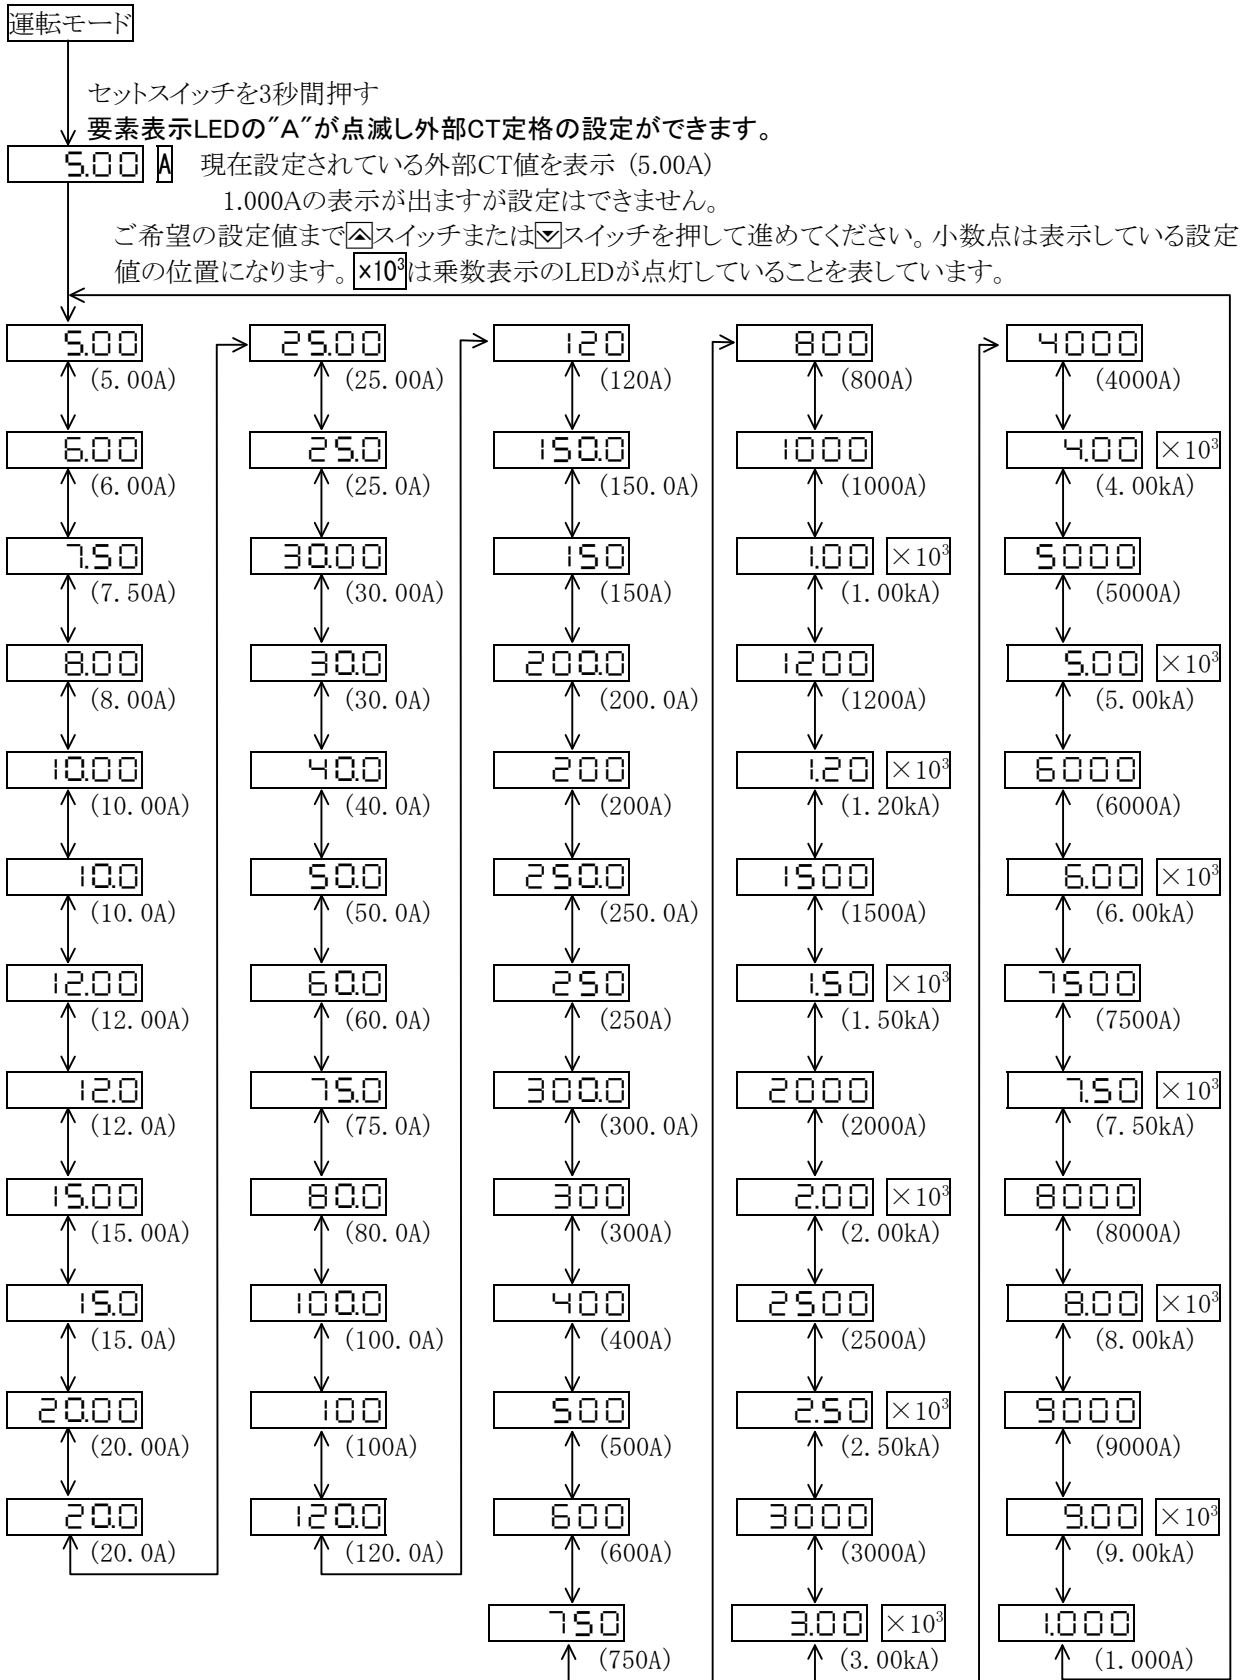 運転モード
セットスイッチを3秒間押す
要素表示LEDの"A"が点滅し外部CT定格の設定ができます。
5.00 A 現在設定されている外部CT値を表示 (5.00A)
1.000Aの表示が出ますが設定はできません。
ご希望の設定値までスイッチまたはスイッチを押して進めてください。小数点は表示している設定
値の位置になります。×10³は乗数表示のLEDが点灯していることを表しています。
5.00
(5.00A)
6.00
(6.00A)
7.50
(7.50A)
8.00
(8.00A)
10.00
(10.00A)
10.0
(10.0A)
12.00
(12.00A)
12.0
(12.0A)
15.00
(15.00A)
15.0
(15.0A)
20.00
(20.00A)
20.0
(20.0A)
25.00
(25.00A)
25.0
(25.0A)
30.00
(30.00A)
30.0
(30.0A)
40.0
(40.0A)
50.0
(50.0A)
60.0
(60.0A)
75.0
(75.0A)
80.0
(80.0A)
100.0
(100.0A)
100
(100A)
120.0
(120.0A)
120
(120A)
150.0
(150.0A)
150
(150A)
200.0
(200.0A)
200
(200A)
250.0
(250.0A)
250
(250A)
300.0
(300.0A)
300
(300A)
400
(400A)
500
(500A)
600
(600A)
750
(750A)
800
(800A)
1000
(1000A)
1.00 ×10³
(1.00kA)
1200
(1200A)
1.20 ×10³
(1.20kA)
1500
(1500A)
1.50 ×10³
(1.50kA)
2000
(2000A)
2.00 ×10³
(2.00kA)
2500
(2500A)
2.50 ×10³
(2.50kA)
3000
(3000A)
3.00 ×10³
(3.00kA)
4000
(4000A)
4.00 ×10³
(4.00kA)
5000
(5000A)
5.00 ×10³
(5.00kA)
6000
(6000A)
6.00 ×10³
(6.00kA)
7500
(7500A)
7.50 ×10³
(7.50kA)
8000
(8000A)
8.00 ×10³
(8.00kA)
9000
(9000A)
9.00 ×10³
(9.00kA)
1.000
(1.000A)